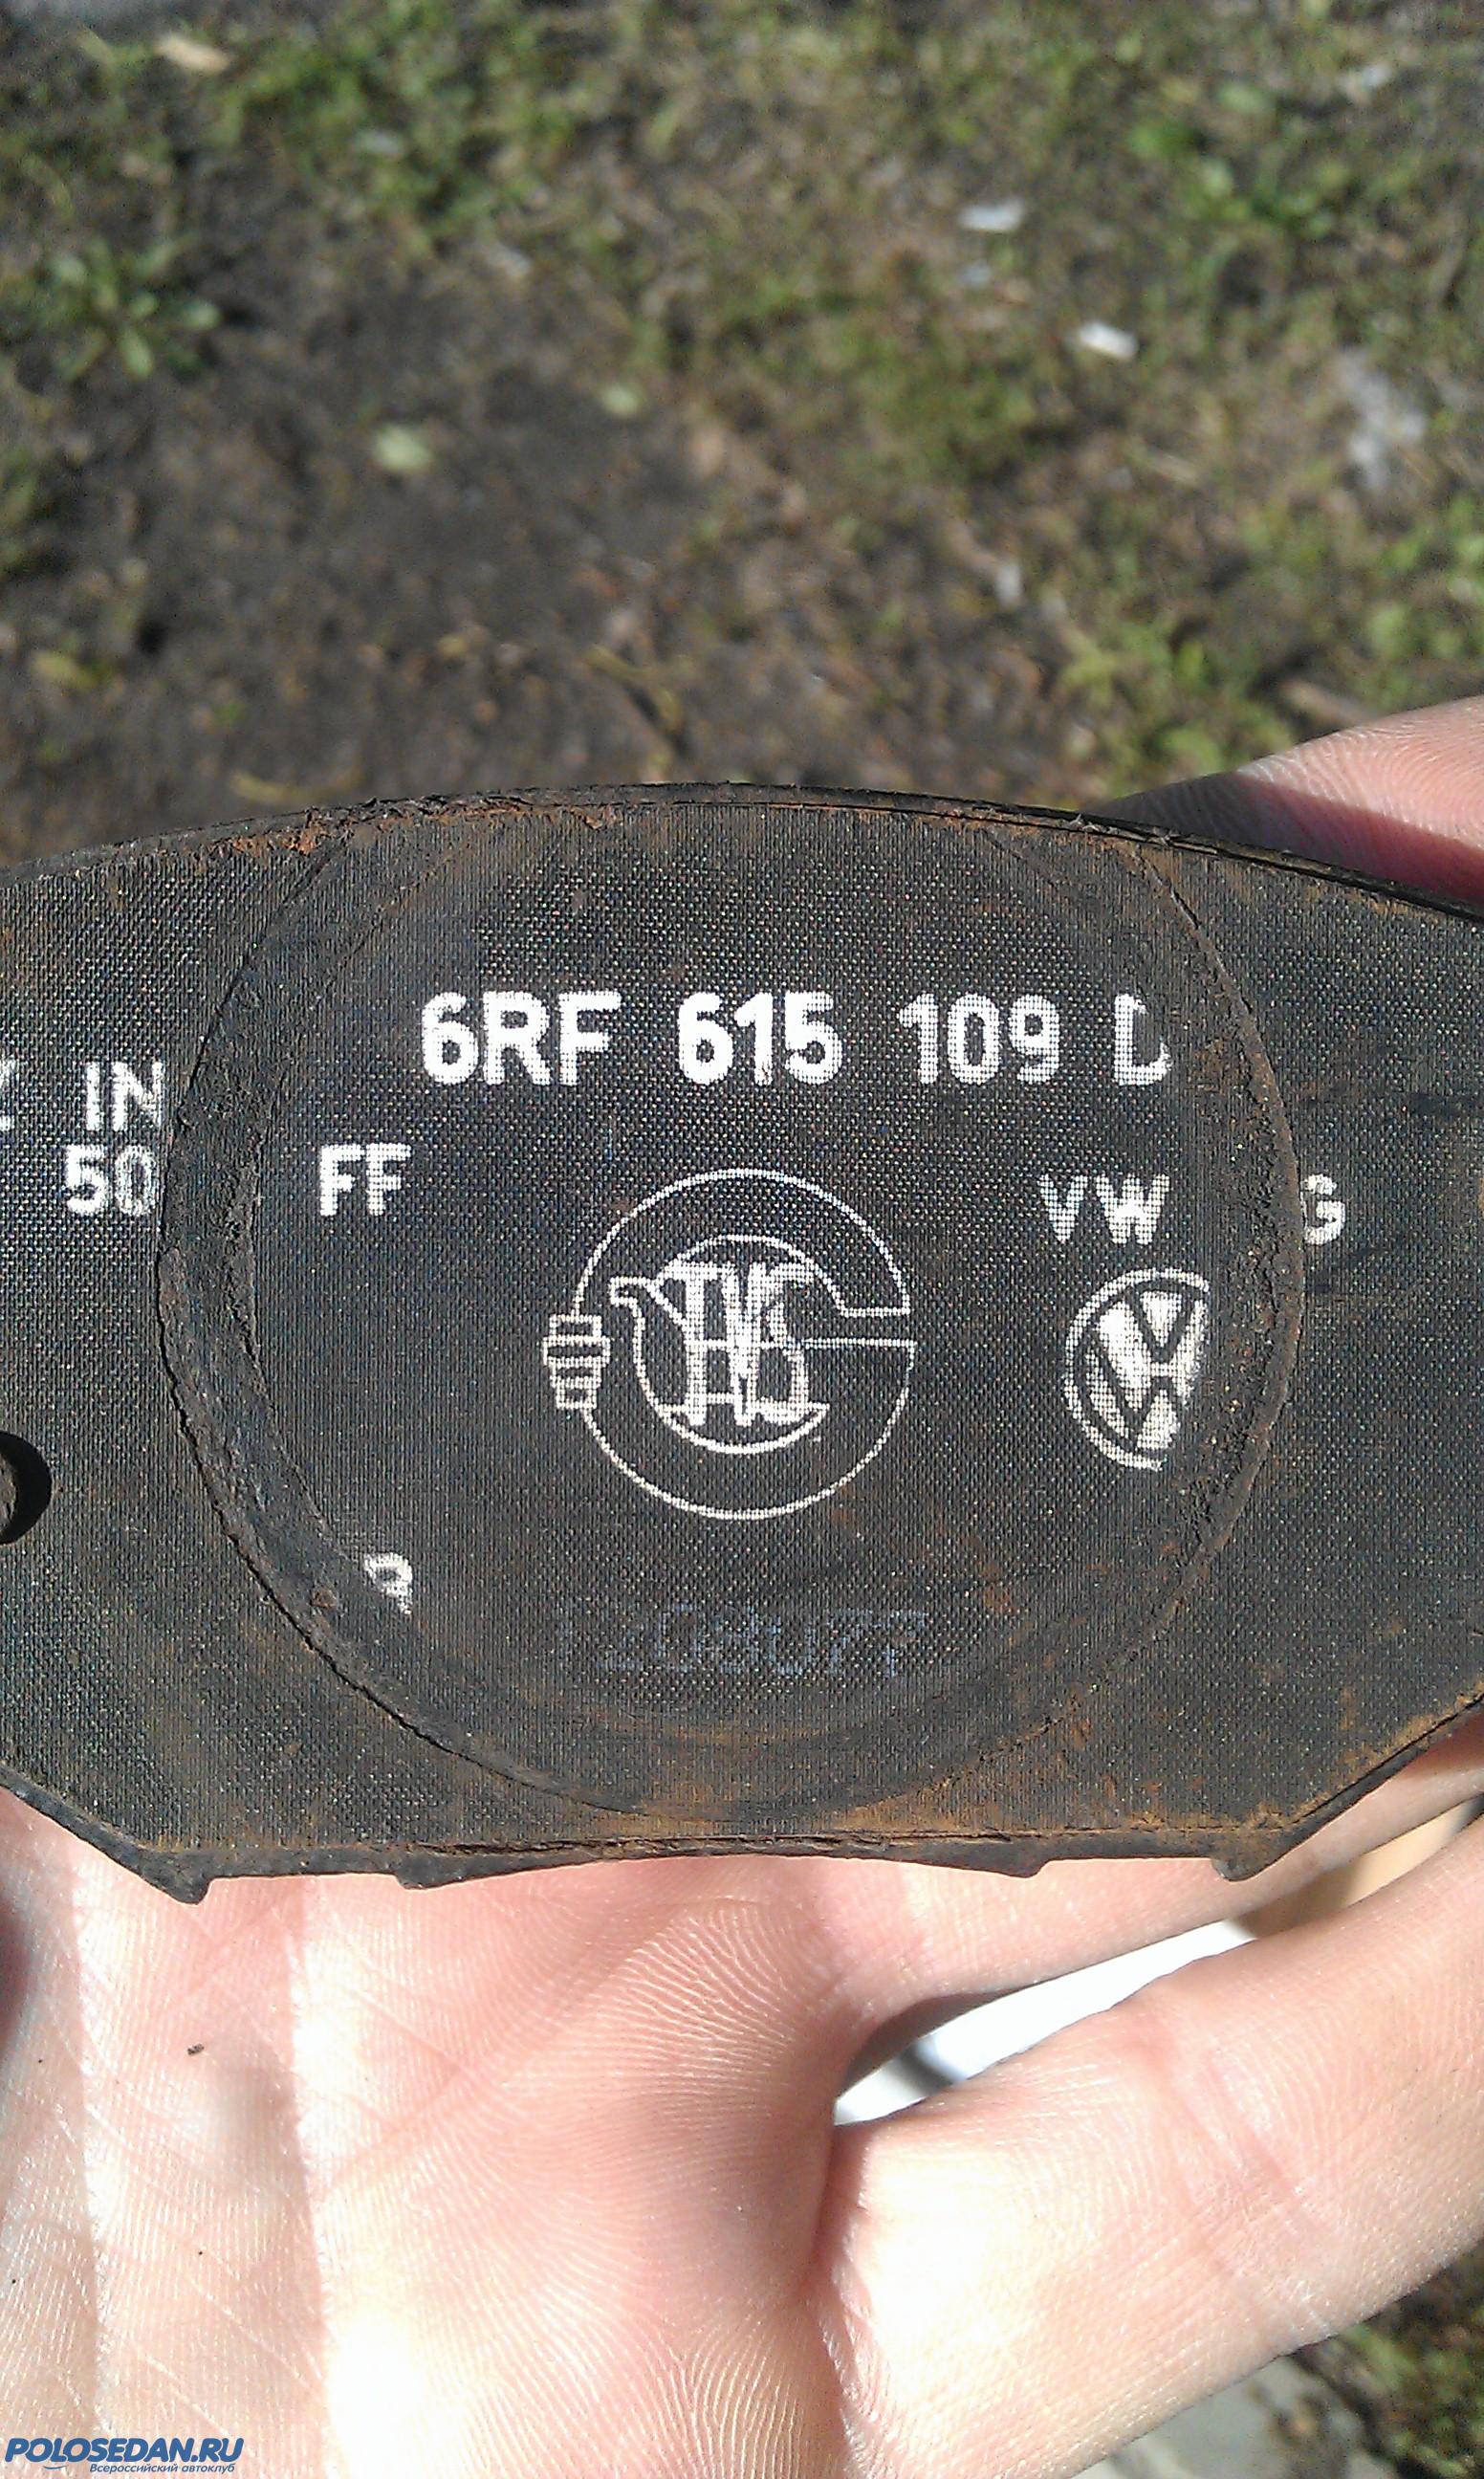 6RF 615 109 D
IN
50 FF
VW G
POLOSEDAN.RU
Всероссийский автоклуб